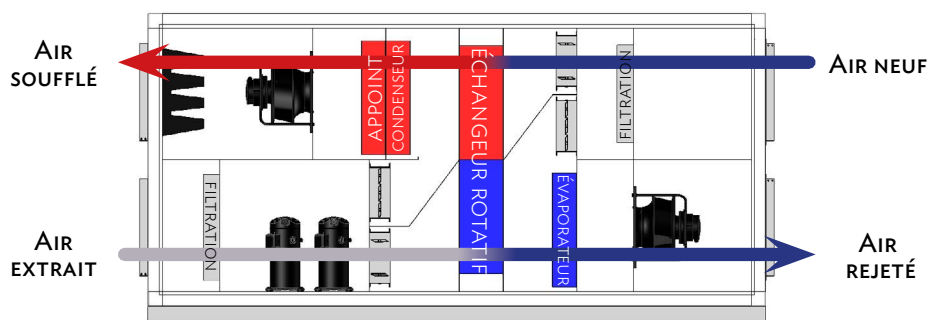 AIR
SOUFFLÉ
APPOINT
CONDENSEUR
ÉCHANGEUR ROTATIF
FILTRATION
AIR NEUF
AIR
EXTRAIT
FILTRATION
ÉVAPORATEUR
AIR
REJETÉ